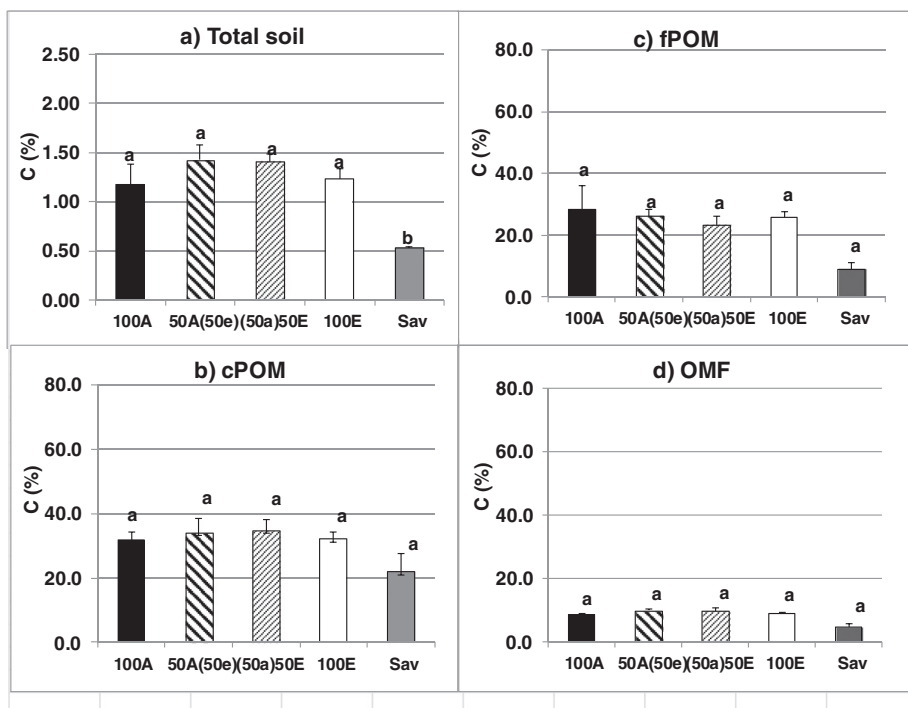 a) Total soil
2.50
2.00
1.50
1.00
0.50
0.00
C (%)
a
a
a
a
b
100A 50A(50e)(50a)50E 100E Sav
c) fPOM
80.0
60.0
40.0
20.0
0.0
C (%)
a
a
a
a
a
100A 50A(50e)(50a)50E 100E Sav
b) cPOM
80.0
60.0
40.0
20.0
0.0
C (%)
a
a
a
a
a
100A 50A(50e)(50a)50E 100E Sav
d) OMF
80.0
60.0
40.0
20.0
0.0
C (%)
a
a
a
a
a
100A 50A(50e)(50a)50E 100E Sav